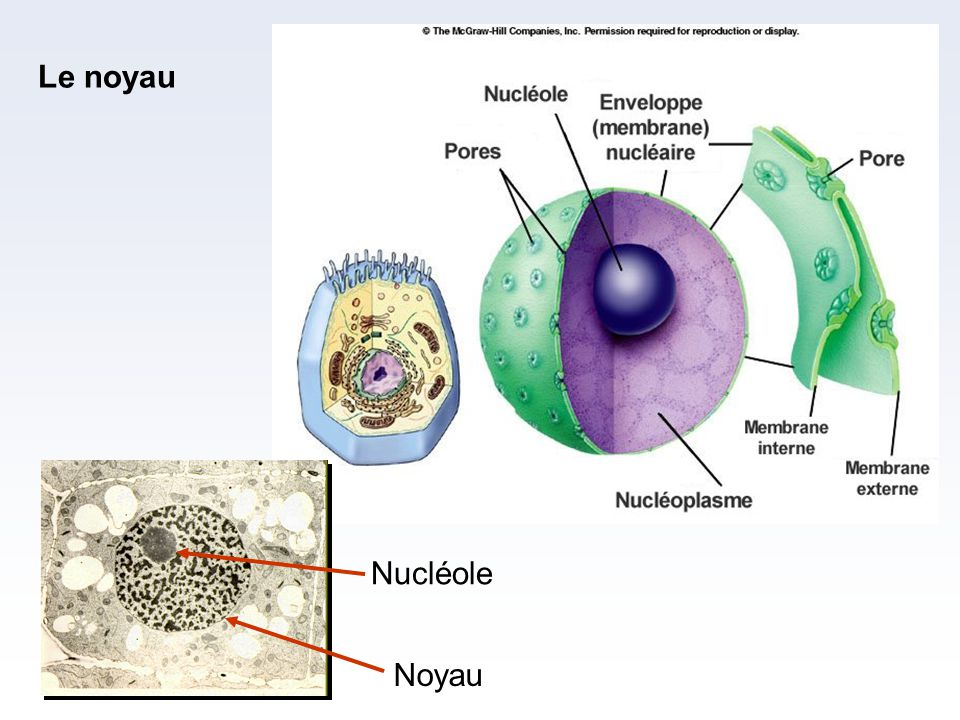 © The McGraw-Hill Companies, Inc. Permission required for reproduction or display.
Le noyau
Nucléole
Enveloppe
(membrane)
nucléaire
Pores
Pore
Membrane
interne
Membrane
externe
Nucléoplasme
Nucléole
Noyau